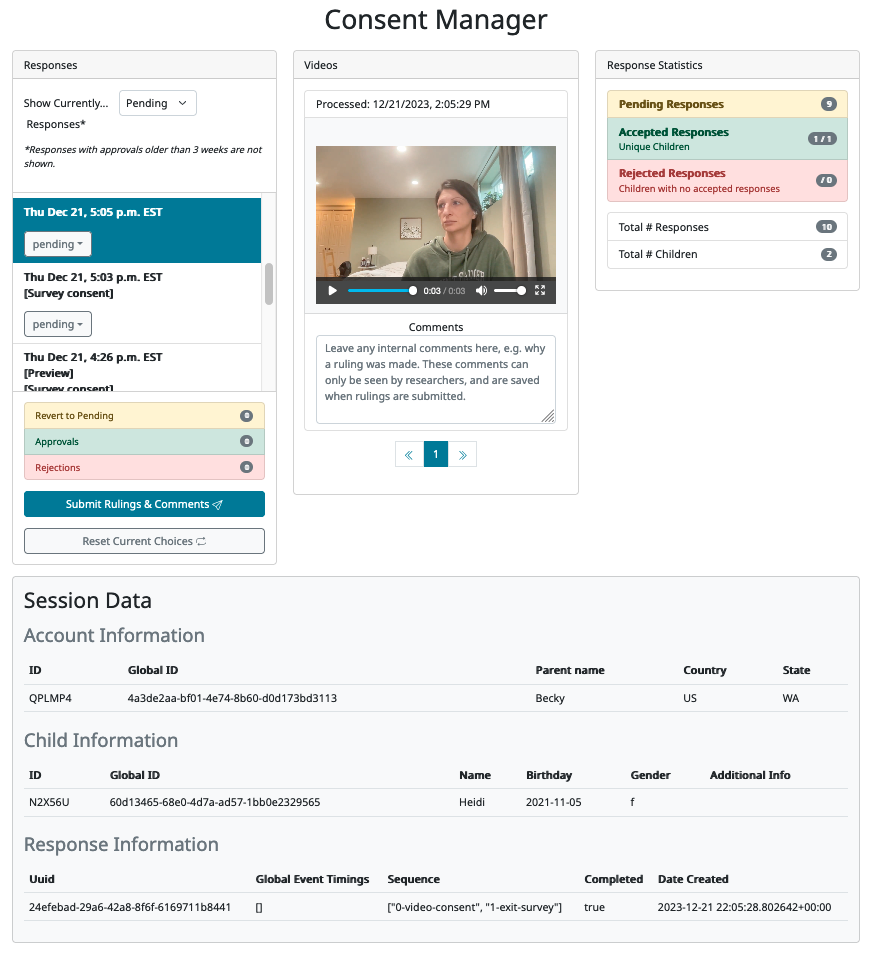 Consent Manager
Responses
Show Currently... Pending
Responses*
*Responses with approvals older than 3 weeks are not
shown.
Thu Dec 21, 5:05 p.m. EST
pending
Thu Dec 21, 5:03 p.m. EST
[Survey consent]
pending
Thu Dec 21, 4:26 p.m. EST
[Preview]
[Survey consent]
Revert to Pending 0
Approvals 0
Rejections 0
Submit Rulings & Comments
Reset Current Choices
Videos
Processed: 12/21/2023, 2:05:29 PM
0:03 / 0:03
Comments
Leave any internal comments here, e.g. why
a ruling was made. These comments can
only be seen by researchers, and are saved
when rulings are submitted.
« 1 »
Response Statistics
Pending Responses 9
Accepted Responses
Unique Children 1 / 1
Rejected Responses
Children with no accepted responses / 0
Total # Responses 10
Total # Children 2
Session Data
Account Information
ID Global ID Parent name Country State
QPLMP4 4a3de2aa-bf01-4e74-8b60-d0d173bd3113 Becky US WA
Child Information
ID Global ID Name Birthday Gender Additional Info
N2X56U 60d13465-68e0-4d7a-ad57-1bb0e2329565 Heidi 2021-11-05 f
Response Information
Uuid Global Event Timings Sequence Completed Date Created
24efebad-29a6-42a8-8f6f-6169711b8441 [] ["0-video-consent", "1-exit-survey"] true 2023-12-21 22:05:28.802642+00:00